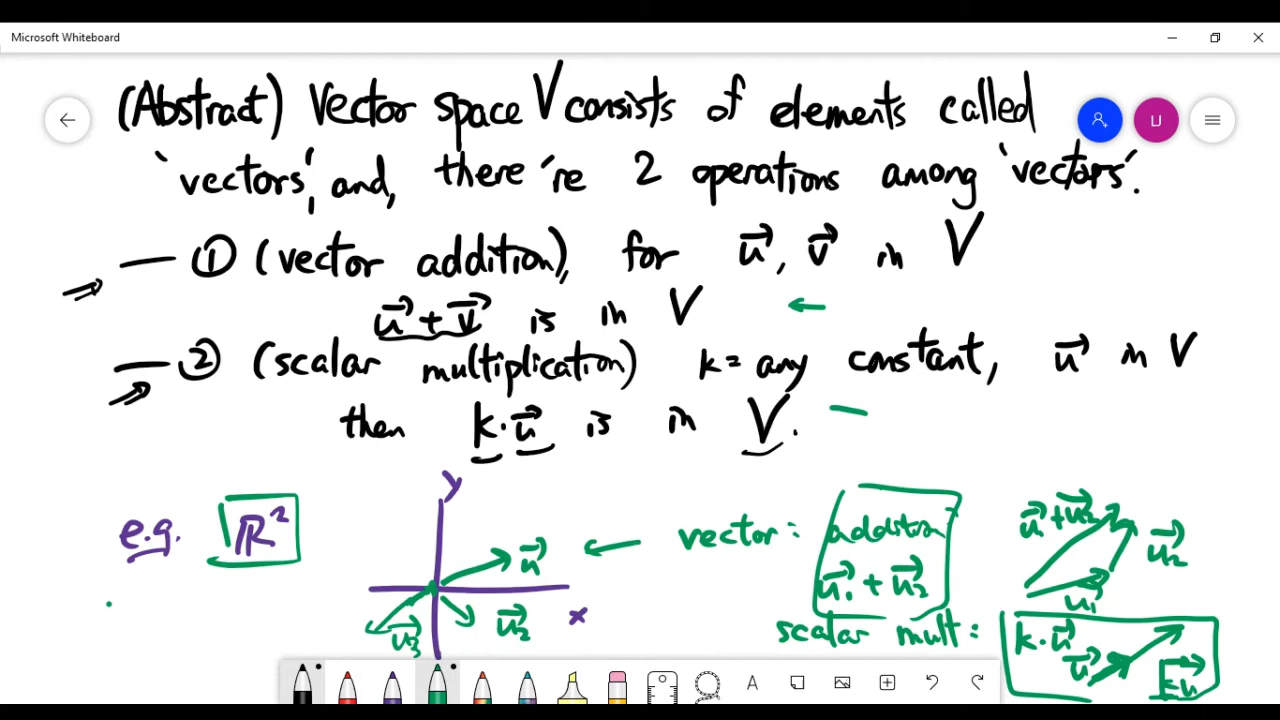 Microsoft Whiteboard
(Abstract) Vector space V consists of elements called
'vectors', and, there're 2 operations among 'vectors'.
— ① (vector addition), for u⃗, v⃗ in V
u⃗ + v⃗ is in V
— ② (scalar multiplication) k = any constant, u⃗ in V
then k·u⃗ is in V.
e.g. ℝ²
y
x
u⃗
u⃗₂
u⃗₃
vector: addition
u⃗₁ + u⃗₂
u⃗+u⃗₂
u⃗₂
u⃗₁
scalar mult:
k·u⃗
u⃗
U
A